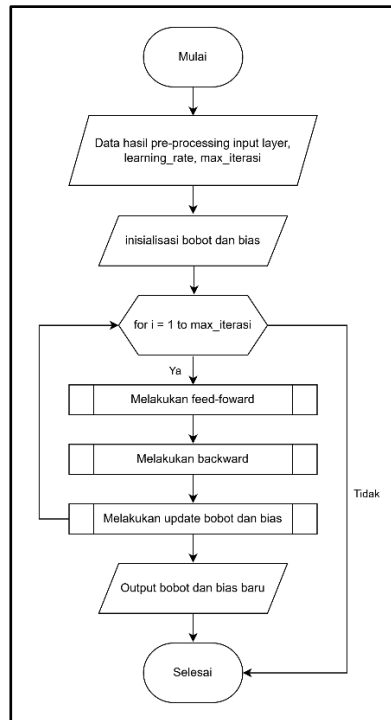 Mulai
Data hasil pre-processing input layer,
learning_rate, max_iterasi
inisialisasi bobot dan bias
for i = 1 to max_iterasi
Ya
Melakukan feed-foward
Melakukan backward
Tidak
Melakukan update bobot dan bias
Output bobot dan bias baru
Selesai